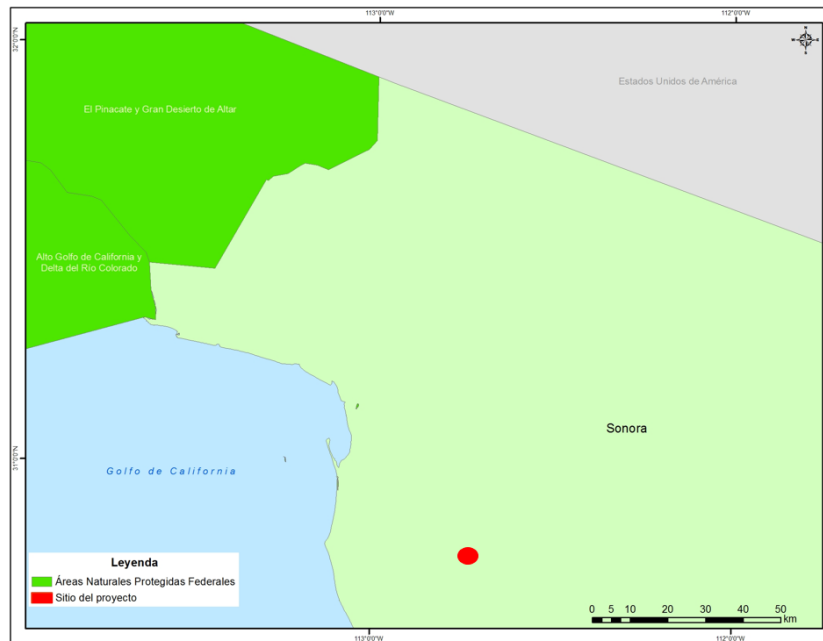 113°0'0"W
112°0'0"W
32°0'0"N
Estados Unidos de América
El Pinacate y Gran Desierto de Altar
Alto Golfo de California y
Delta del Río Colorado
Sonora
31°0'0"N
Golfo de California
Leyenda
Áreas Naturales Protegidas Federales
Sitio del proyecto
0 5 10 20 30 40 50
km
113°0'0"W
112°0'0"W